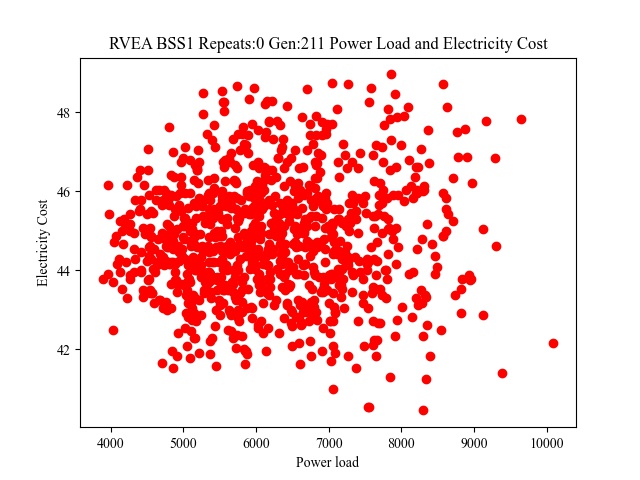 RVEA BSS1 Repeats:0 Gen:211 Power Load and Electricity Cost
48
46
44
42
Electricity Cost
4000 5000 6000 7000 8000 9000 10000
Power load